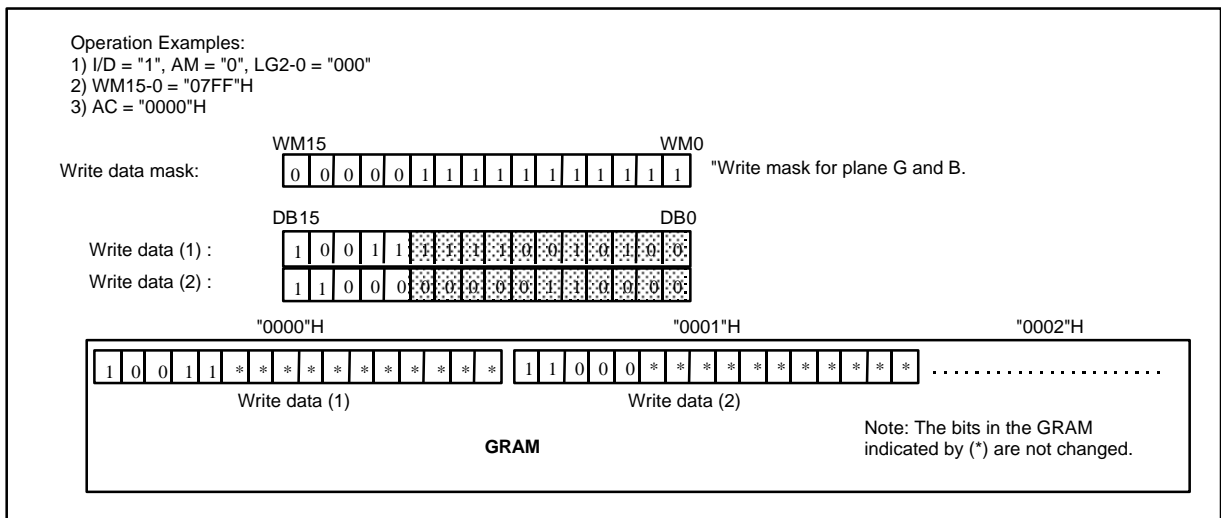 Operation Examples:
1) I/D = "1", AM = "0", LG2-0 = "000"
2) WM15-0 = "07FF"H
3) AC = "0000"H
WM15 WM0
Write data mask: 0 0 0 0 0 1 1 1 1 1 1 1 1 1 1 1 "Write mask for plane G and B.
DB15 DB0
Write data (1) : 1 0 0 1 1 1 1 1 1 0 0 1 0 1 0 0
Write data (2) : 1 1 0 0 0 0 0 0 0 0 1 1 0 0 0 0
"0000"H "0001"H "0002"H
1 0 0 1 1 * * * * * * * * * * * 1 1 0 0 0 * * * * * * * * * * * ......................
Write data (1) Write data (2)
Note: The bits in the GRAM
indicated by (*) are not changed.
GRAM